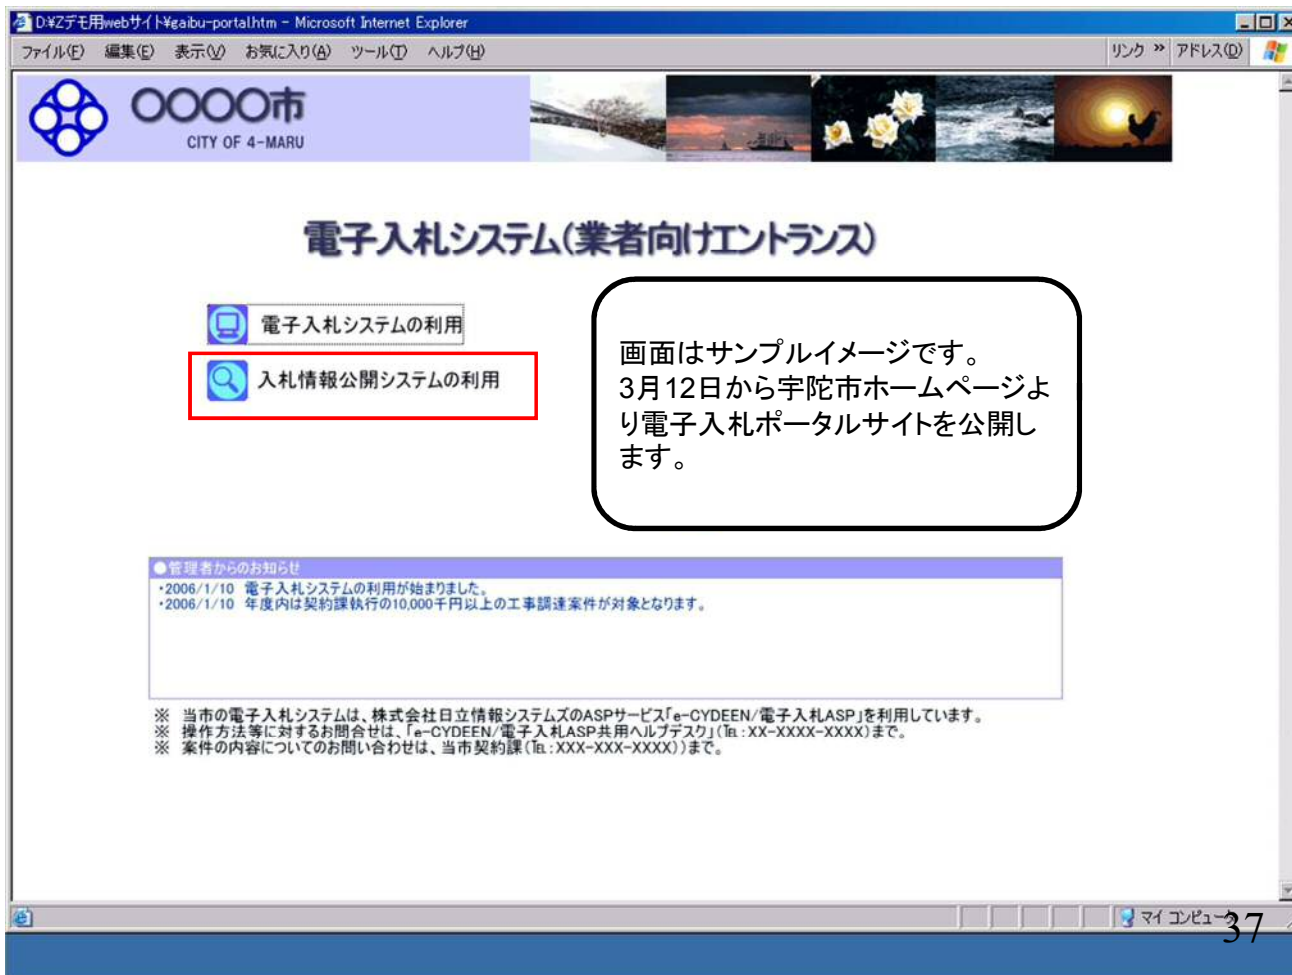 D:¥Zデモ用webサイト¥gaibu-portal.htm - Microsoft Internet Explorer
ファイル(F) 編集(E) 表示(V) お気に入り(A) ツール(T) ヘルプ(H) リンク » アドレス(D)
〇〇〇〇市
CITY OF 4-MARU
電子入札システム(業者向けエントランス)
電子入札システムの利用
入札情報公開システムの利用
画面はサンプルイメージです。
3月12日から宇陀市ホームページよ
り電子入札ポータルサイトを公開し
ます。
●管理者からのお知らせ
・2006/1/10 電子入札システムの利用が始まりました。
・2006/1/10 年度内は契約課執行の10,000千円以上の工事調達案件が対象となります。
※ 当市の電子入札システムは、株式会社日立情報システムズのASPサービス「e-CYDEEN/電子入札ASP」を利用しています。
※ 操作方法等に対するお問合せは、「e-CYDEEN/電子入札ASP共用ヘルプデスク」(℡:XX-XXXX-XXXX)まで。
※ 案件の内容についてのお問い合わせは、当市契約課(℡:XXX-XXX-XXXX))まで。
マイ コンピュータ
37